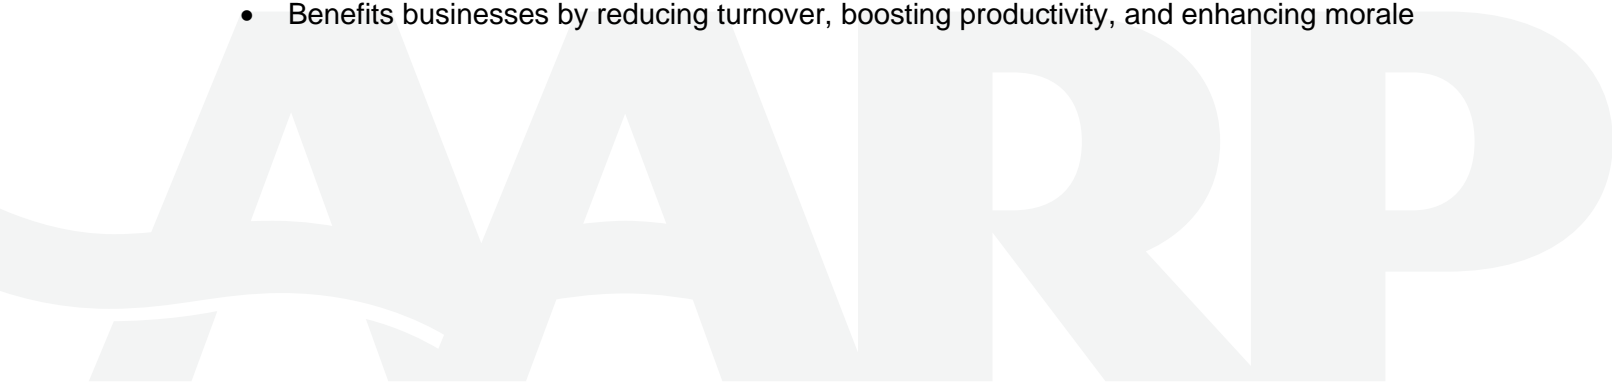 • Benefits businesses by reducing turnover, boosting productivity, and enhancing morale
AARP